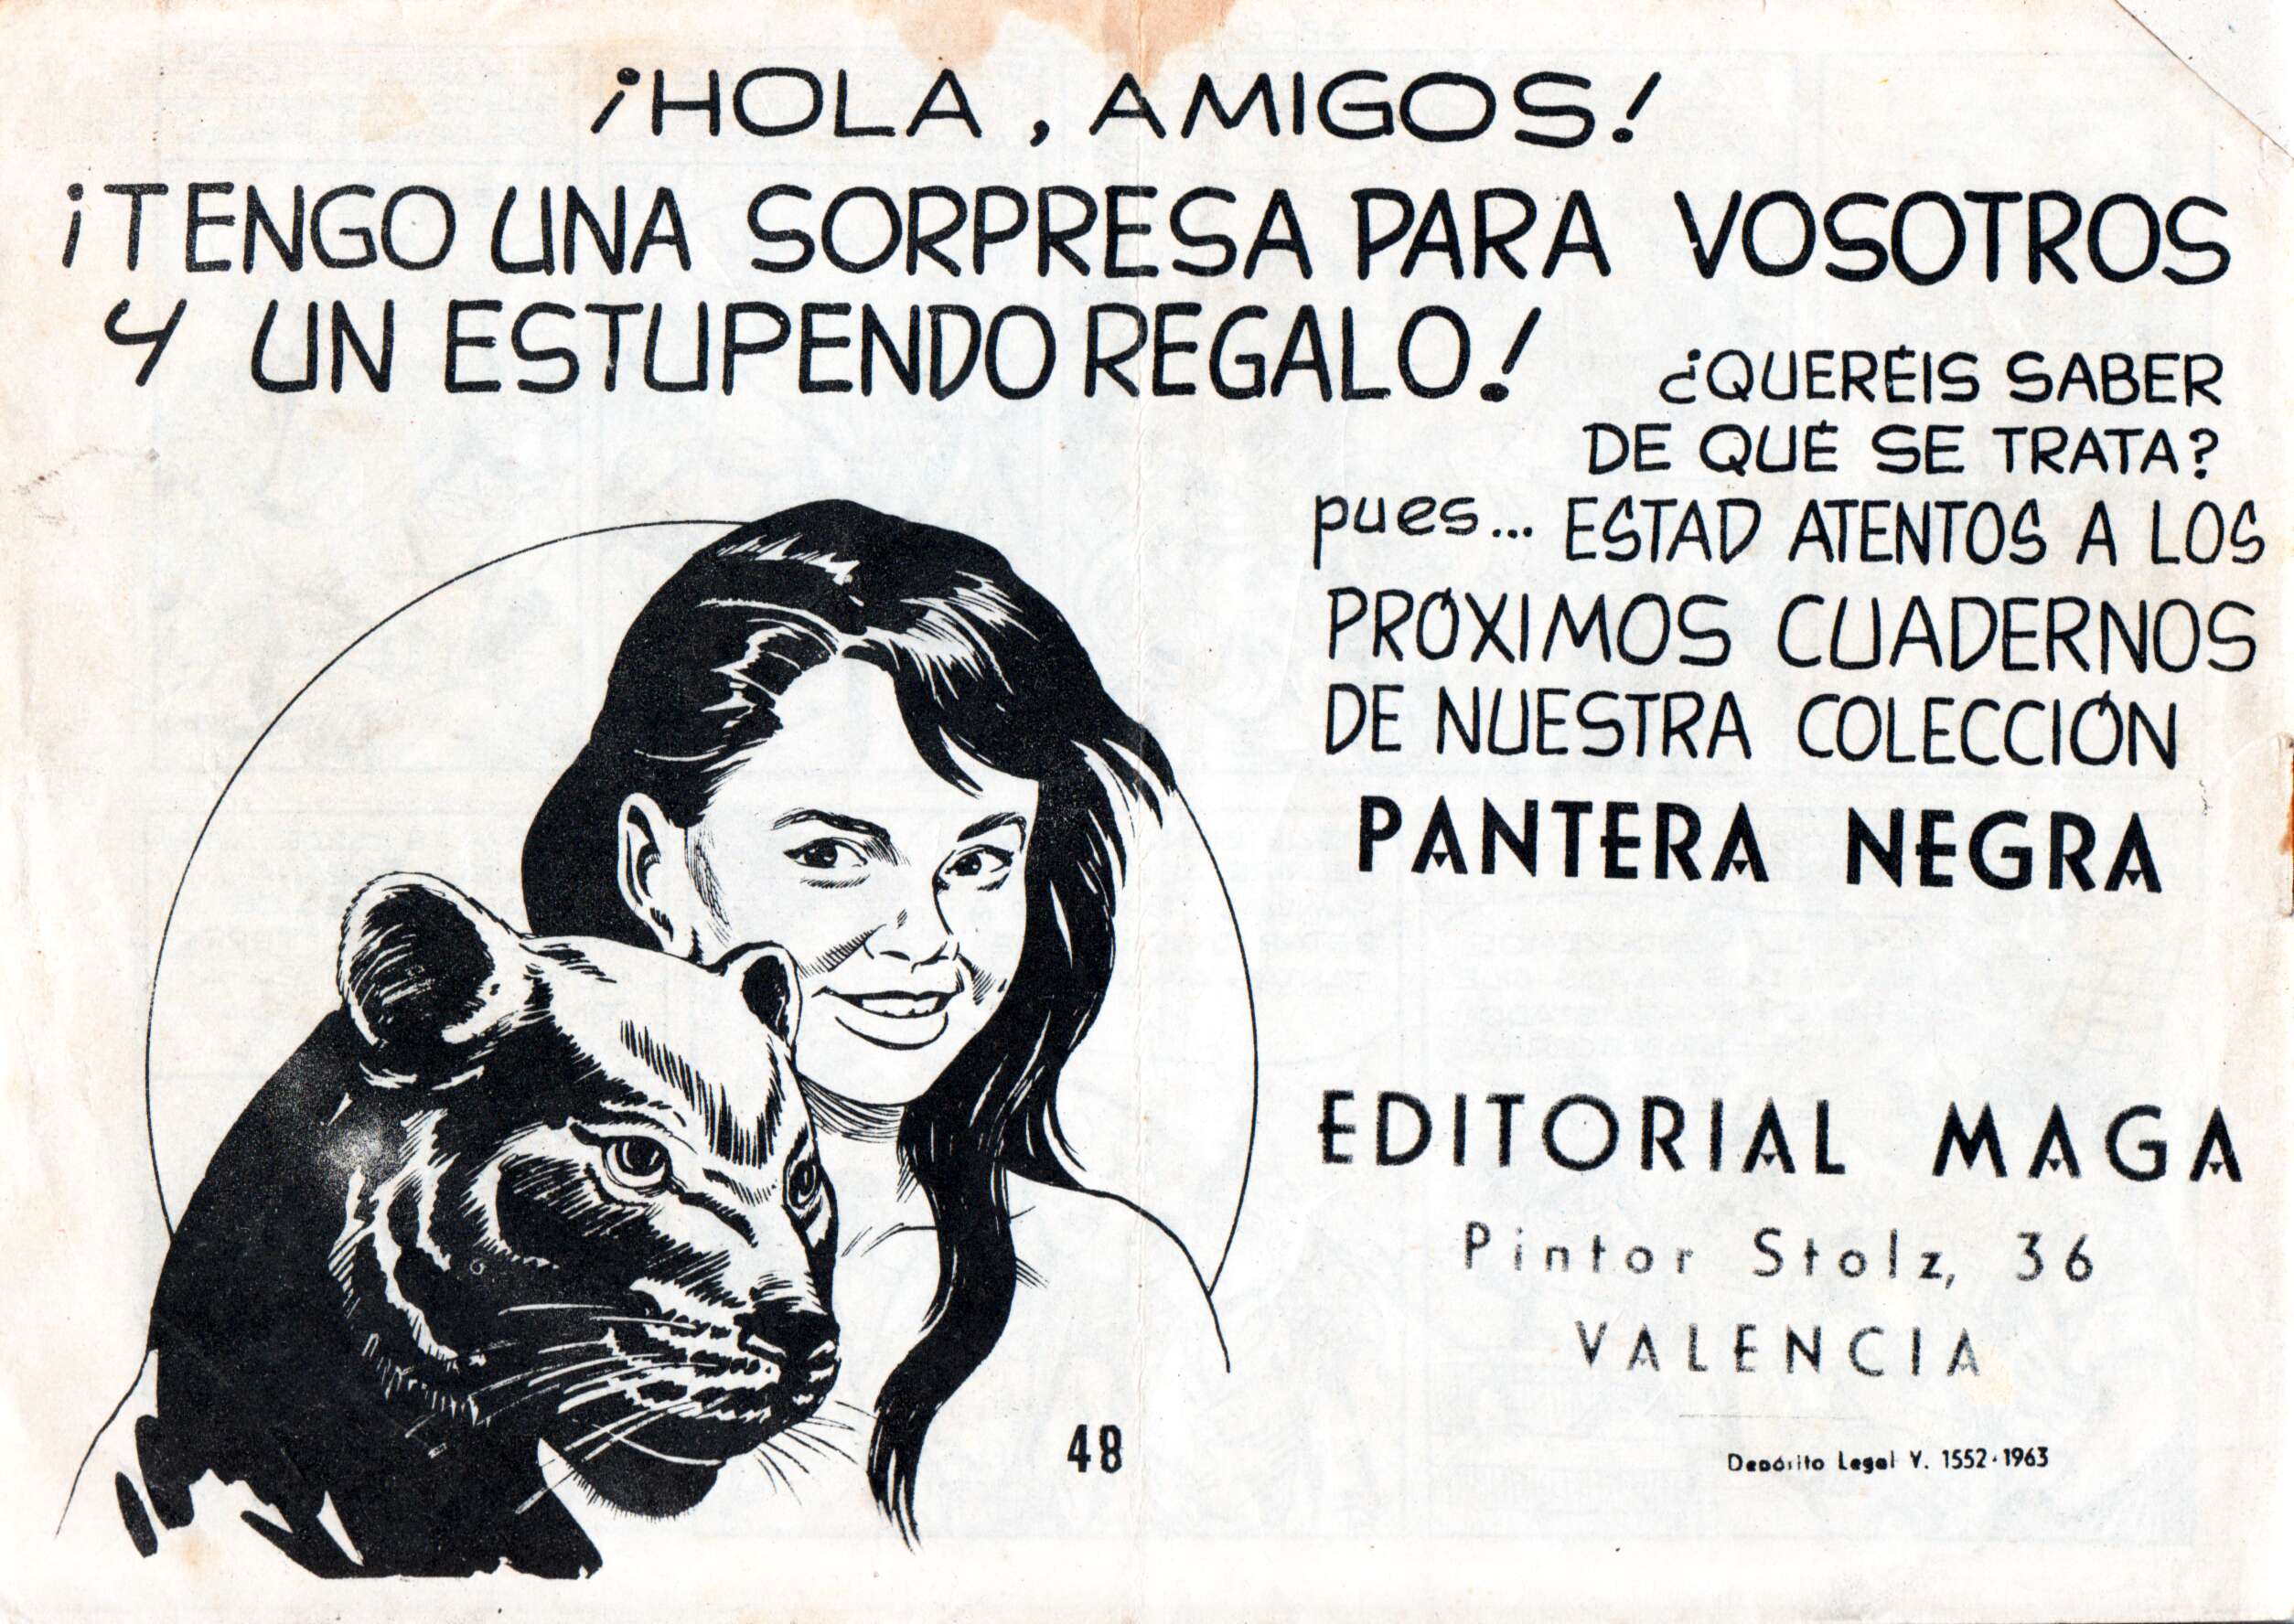 ¡HOLA, AMIGOS!
¡TENGO UNA SORPRESA PARA VOSOTROS
Y UN ESTUPENDO REGALO!
¿QUERÉIS SABER
DE QUÉ SE TRATA?
pues... ESTAD ATENTOS A LOS
PRÓXIMOS CUADERNOS
DE NUESTRA COLECCIÓN
PANTERA NEGRA
EDITORIAL MAGA
Pintor Stolz, 36
VALENCIA
48
Depósito Legal V. 1552-1963